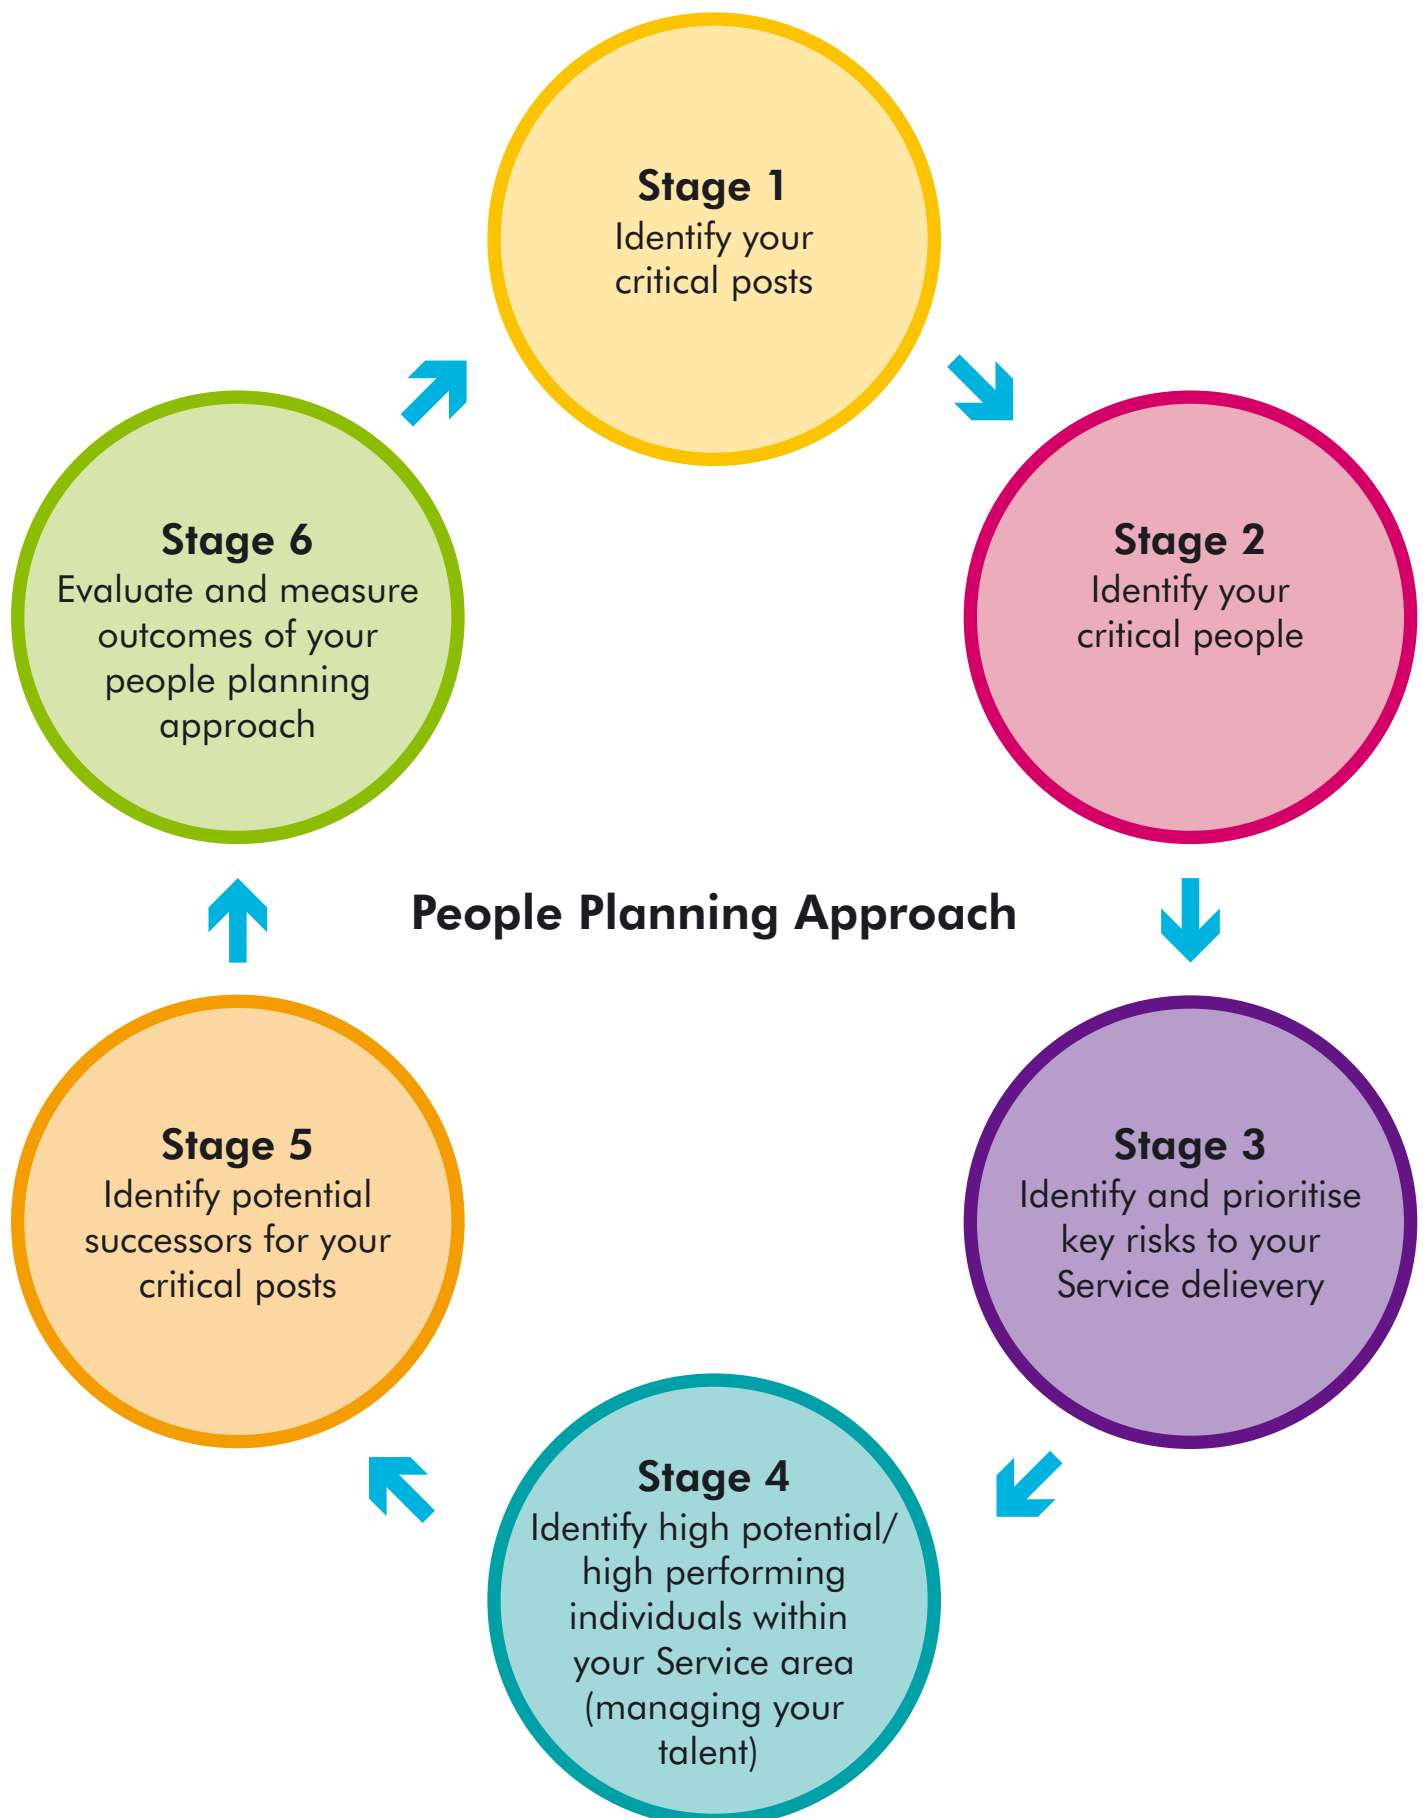 Stage 1
Identify your
critical posts
Stage 2
Identify your
critical people
Stage 3
Identify and prioritise
key risks to your
Service delievery
Stage 4
Identify high potential/
high performing
individuals within
your Service area
(managing your
talent)
Stage 5
Identify potential
successors for your
critical posts
Stage 6
Evaluate and measure
outcomes of your
people planning
approach
People Planning Approach